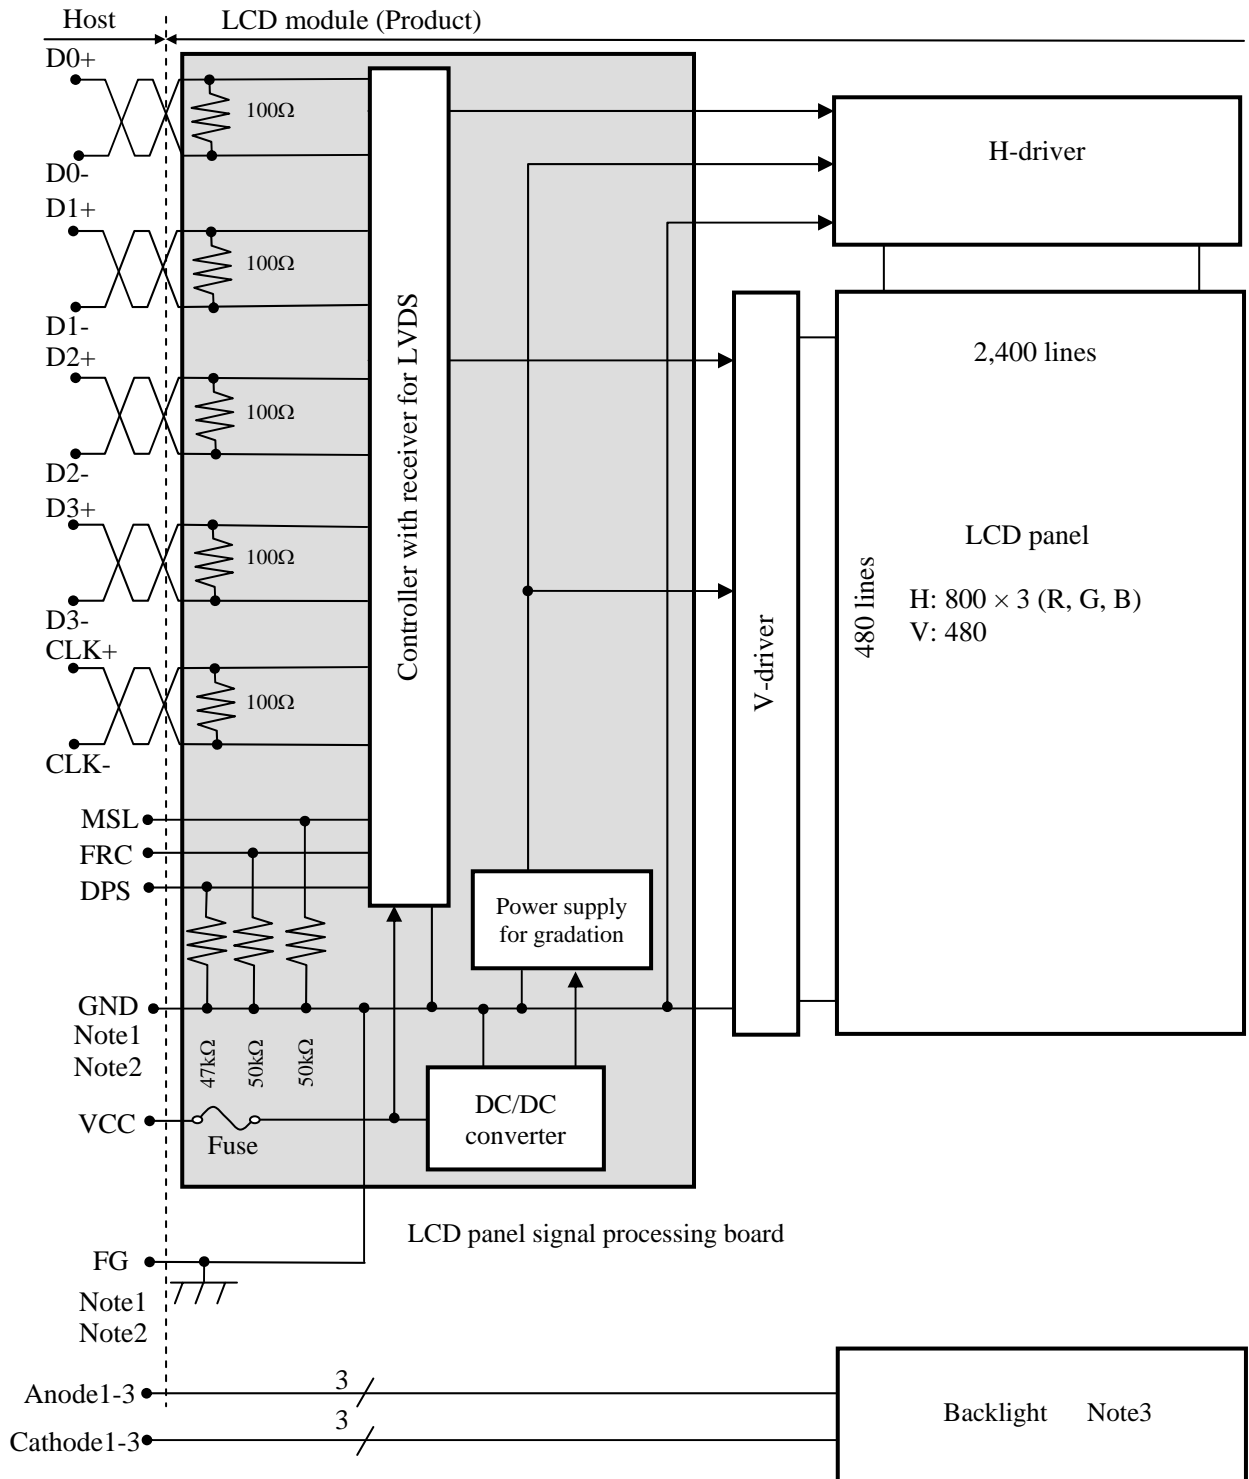 Host
LCD module (Product)
D0+
100Ω
D0-
D1+
100Ω
D1-
D2+
100Ω
D2-
D3+
100Ω
D3-
CLK+
100Ω
CLK-
Controller with receiver for LVDS
H-driver
V-driver
2,400 lines
480 lines
LCD panel
H: 800 × 3 (R, G, B)
V: 480
MSL
FRC
DPS
Power supply
for gradation
GND
Note1
Note2
47kΩ
50kΩ
50kΩ
VCC
Fuse
DC/DC
converter
LCD panel signal processing board
FG
Note1
Note2
Anode1-3
3
Cathode1-3
3
Backlight Note3